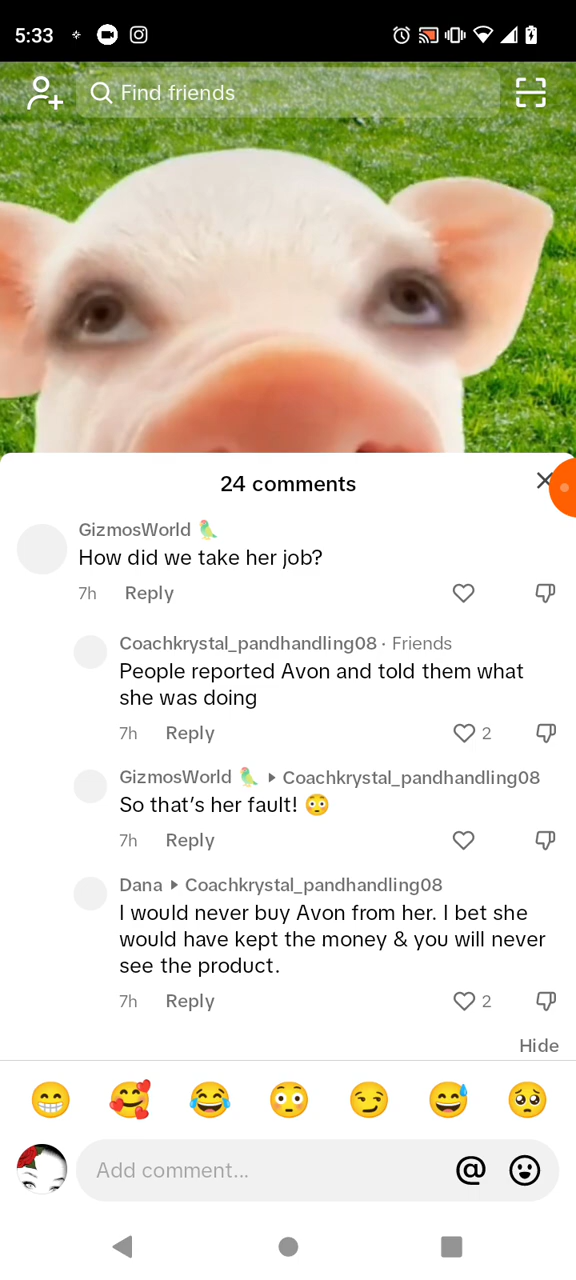 5:33
Find friends
24 comments
GizmosWorld 🦜
How did we take her job?
7h Reply
Coachkrystal_pandhandling08 · Friends
People reported Avon and told them what
she was doing
7h Reply 2
GizmosWorld 🦜 ▸ Coachkrystal_pandhandling08
So that's her fault! 😳
7h Reply
Dana ▸ Coachkrystal_pandhandling08
I would never buy Avon from her. I bet she
would have kept the money & you will never
see the product.
7h Reply 2
Hide
Add comment... @